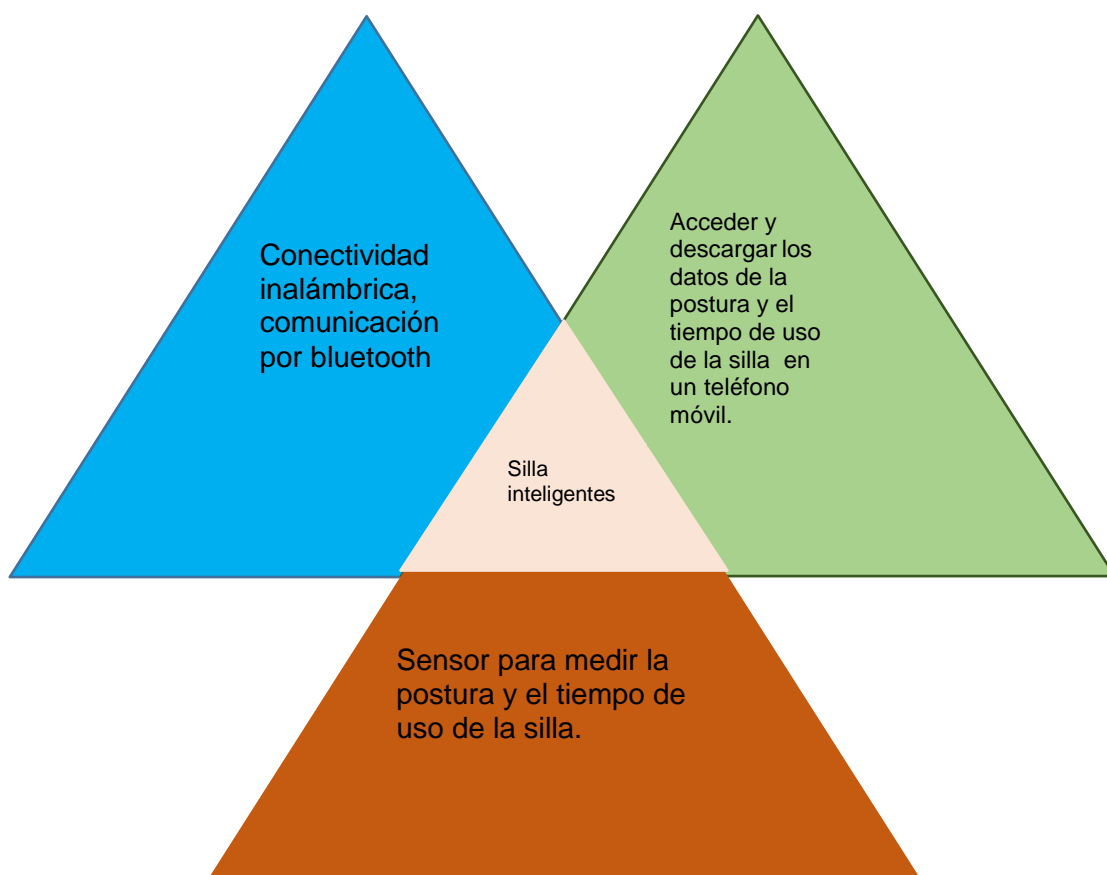 Conectividad
inalámbrica,
comunicación
por bluetooth
Acceder y
descargar los
datos de la
postura y el
tiempo de uso
de la silla  en
un teléfono
móvil.
Silla
inteligentes
Sensor para medir la
postura y el tiempo de
uso de la silla.